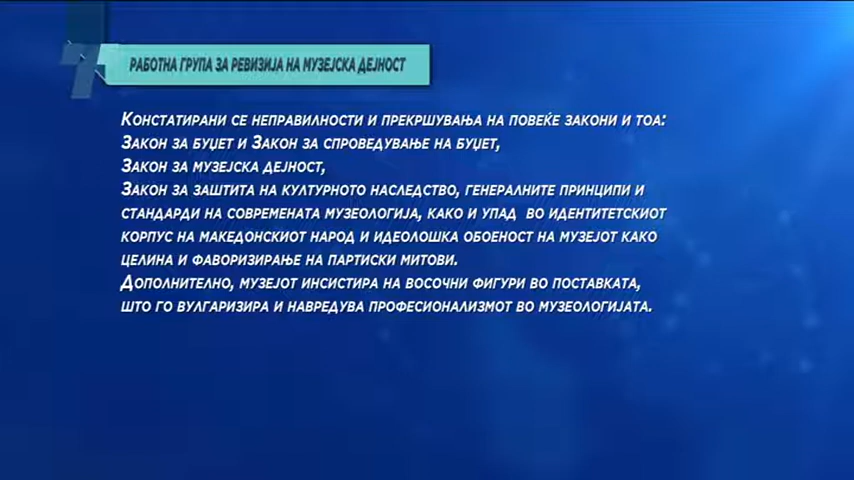 РАБОТНА ГРУПА ЗА РЕВИЗИЈА НА МУЗЕЈСКА ДЕЈНОСТ
Констатирани се неправилности и прекршувања на повеќе закони и тоа:
Закон за буџет и Закон за спроведување на буџет,
Закон за музејска дејност,
Закон за заштита на културното наследство, генералните принципи и
стандарди на современата музеологија, како и упад во идентитетскиот
корпус на македонскиот народ и идеолошка обоеност на музејот како
целина и фаворизирање на партиски митови.
Дополнително, музејот инсистира на восочни фигури во поставката,
што го вулгаризира и навредува професионализмот во музеологијата.